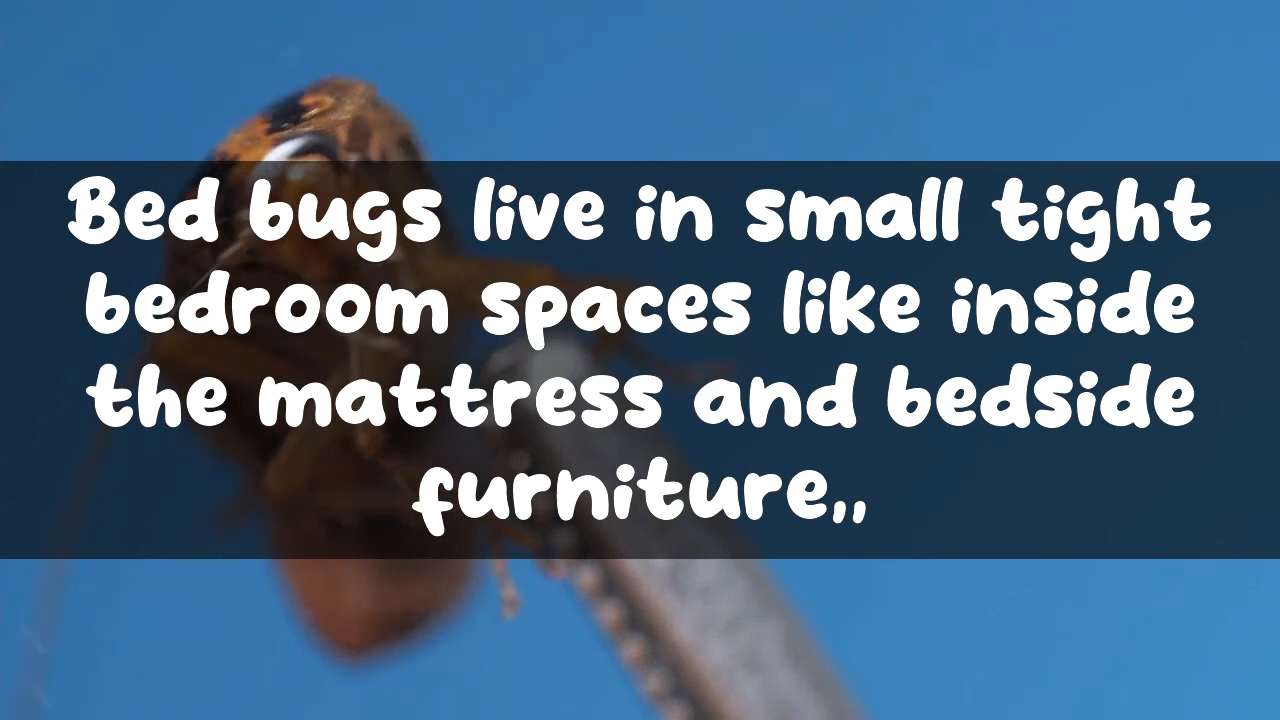 Bed bugs live in small tight
bedroom spaces like inside
the mattress and bedside
furniture,,